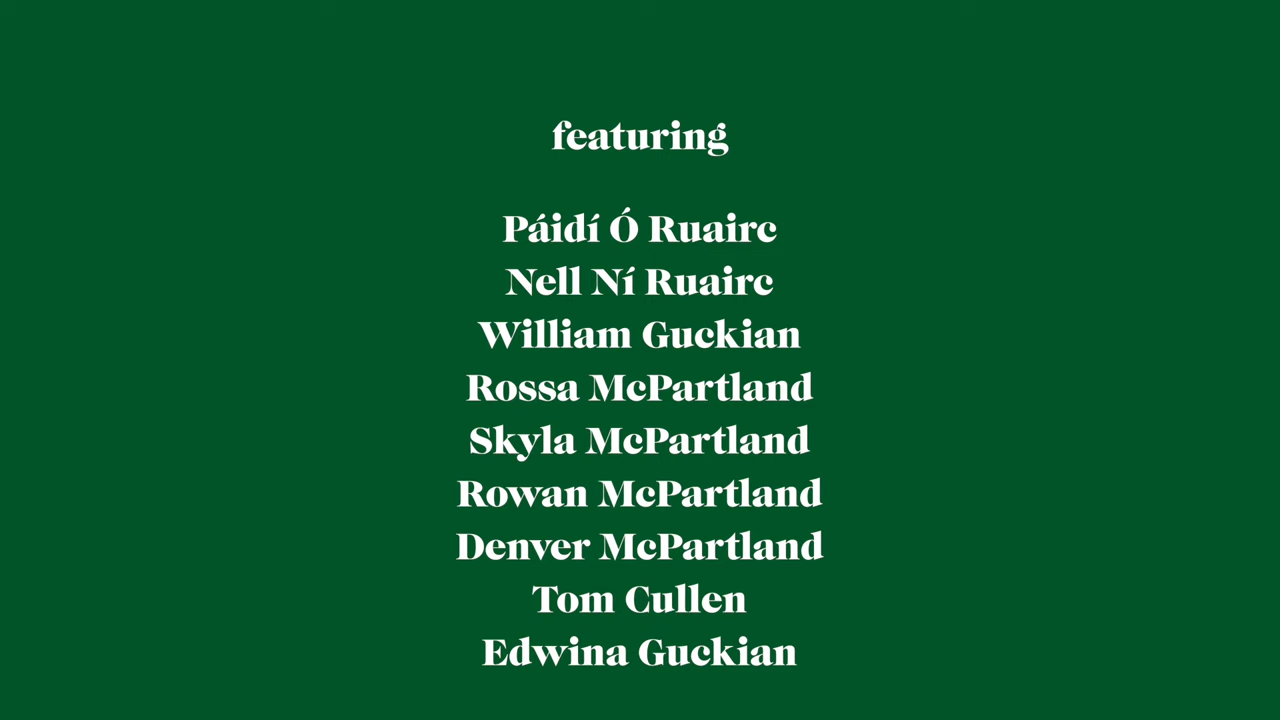 featuring
Páidí Ó Ruairc
Nell Ní Ruairc
William Guckian
Rossa McPartland
Skyla McPartland
Rowan McPartland
Denver McPartland
Tom Cullen
Edwina Guckian